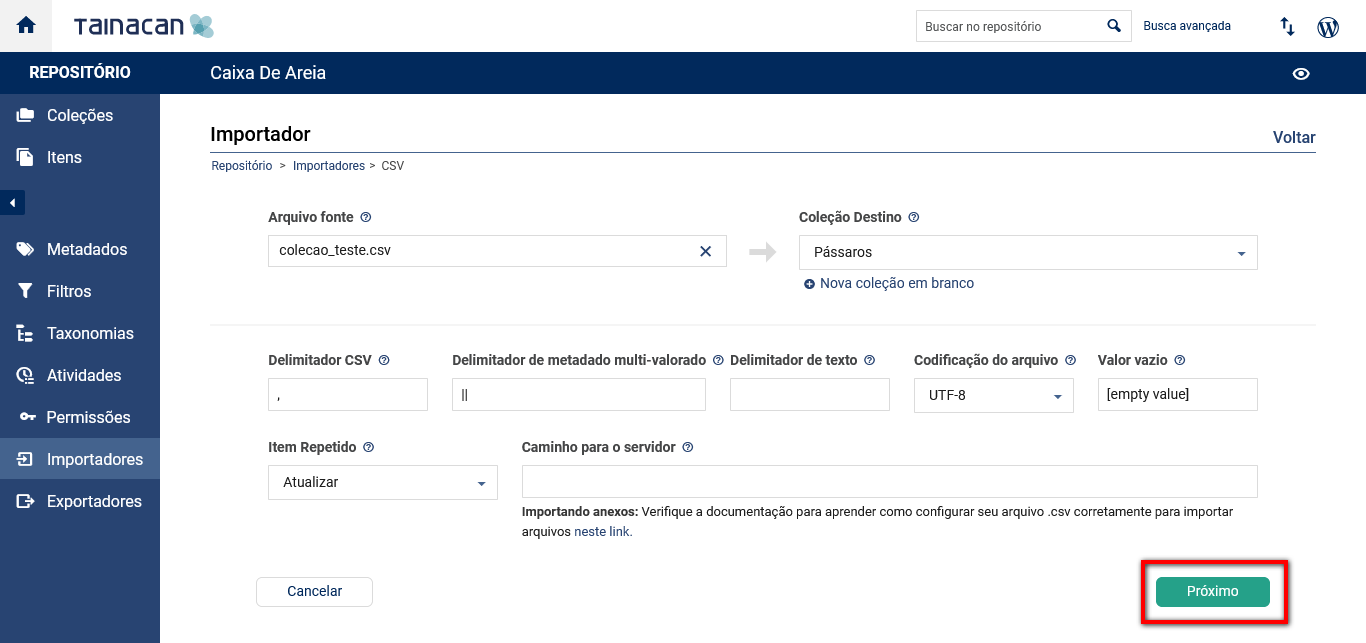 TAINACAN
Buscar no repositório
Busca avançada
REPOSITÓRIO
Caixa De Areia
Coleções
Itens
Metadados
Filtros
Taxonomias
Atividades
Permissões
Importadores
Exportadores
Importador
Voltar
Repositório > Importadores > CSV
Arquivo fonte
Coleção Destino
colecao_teste.csv
Pássaros
Nova coleção em branco
Delimitador CSV
Delimitador de metadado multi-valorado
Delimitador de texto
Codificação do arquivo
Valor vazio
,
||
UTF-8
[empty value]
Item Repetido
Caminho para o servidor
Atualizar
Importando anexos: Verifique a documentação para aprender como configurar seu arquivo .csv corretamente para importar
arquivos neste link.
Cancelar
Próximo